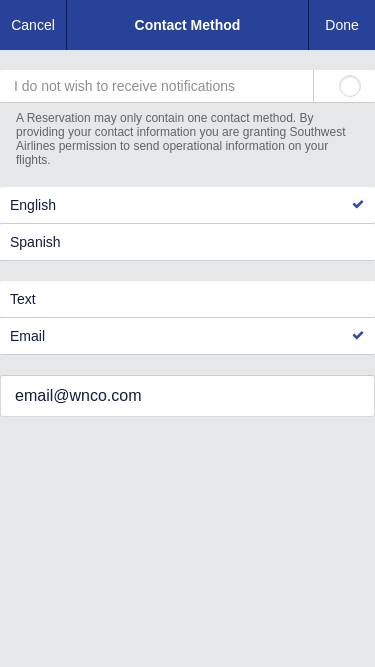 Cancel
Contact Method
Done
I do not wish to receive notifications
A Reservation may only contain one contact method. By
providing your contact information you are granting Southwest
Airlines permission to send operational information on your
flights.
English
Spanish
Text
Email
email@wnco.com